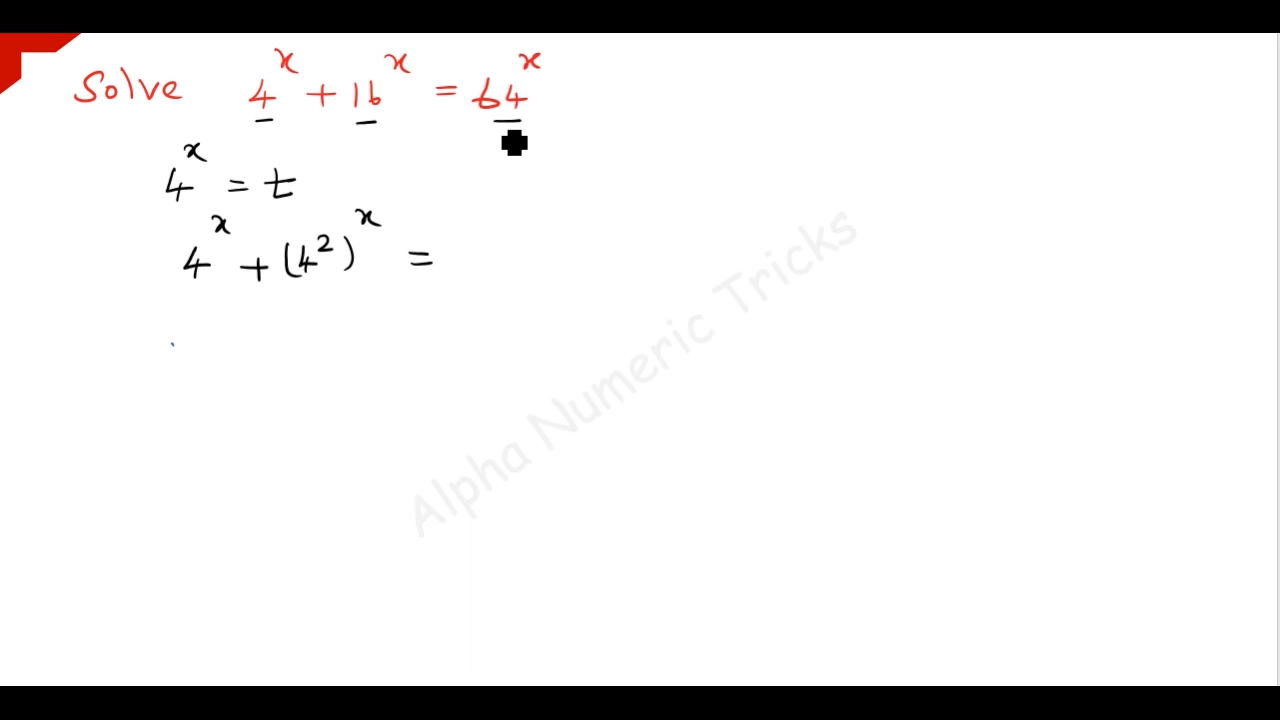 Solve 4^x + 16^x = 64^x
4^x = t
4^x + (4^2)^x =
Alpha Numeric Tricks